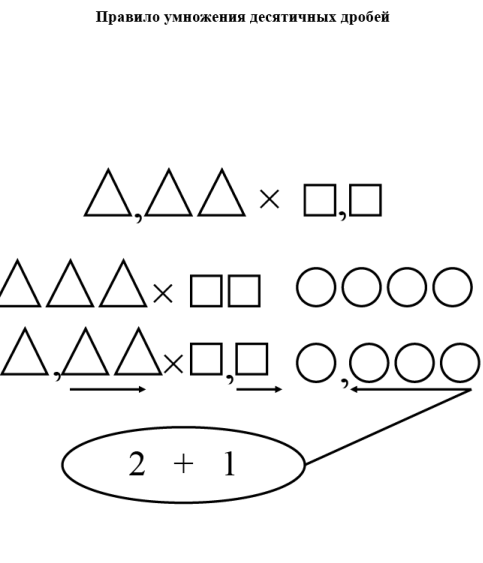 Правило умножения десятичных дробей
, × ,
×
, × , ,
2 + 1